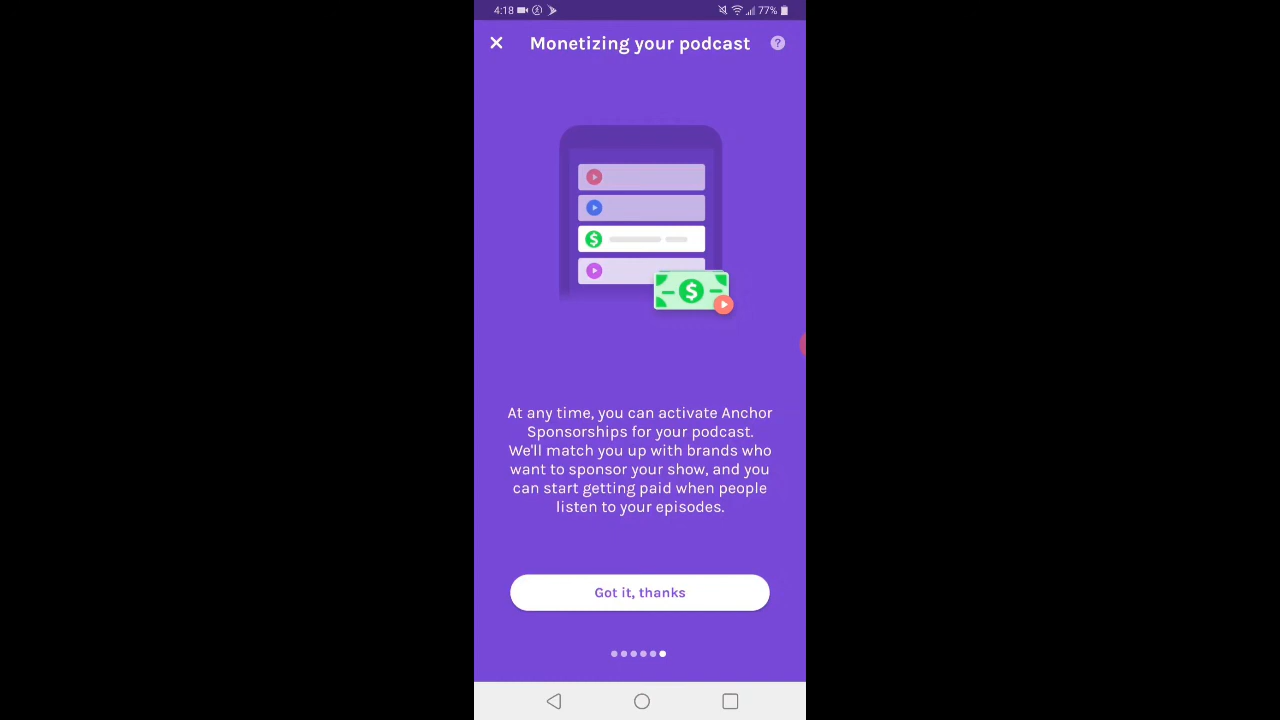 4:18 77%
Monetizing your podcast ?
$
$
At any time, you can activate Anchor
Sponsorships for your podcast.
We'll match you up with brands who
want to sponsor your show, and you
can start getting paid when people
listen to your episodes.
Got it, thanks